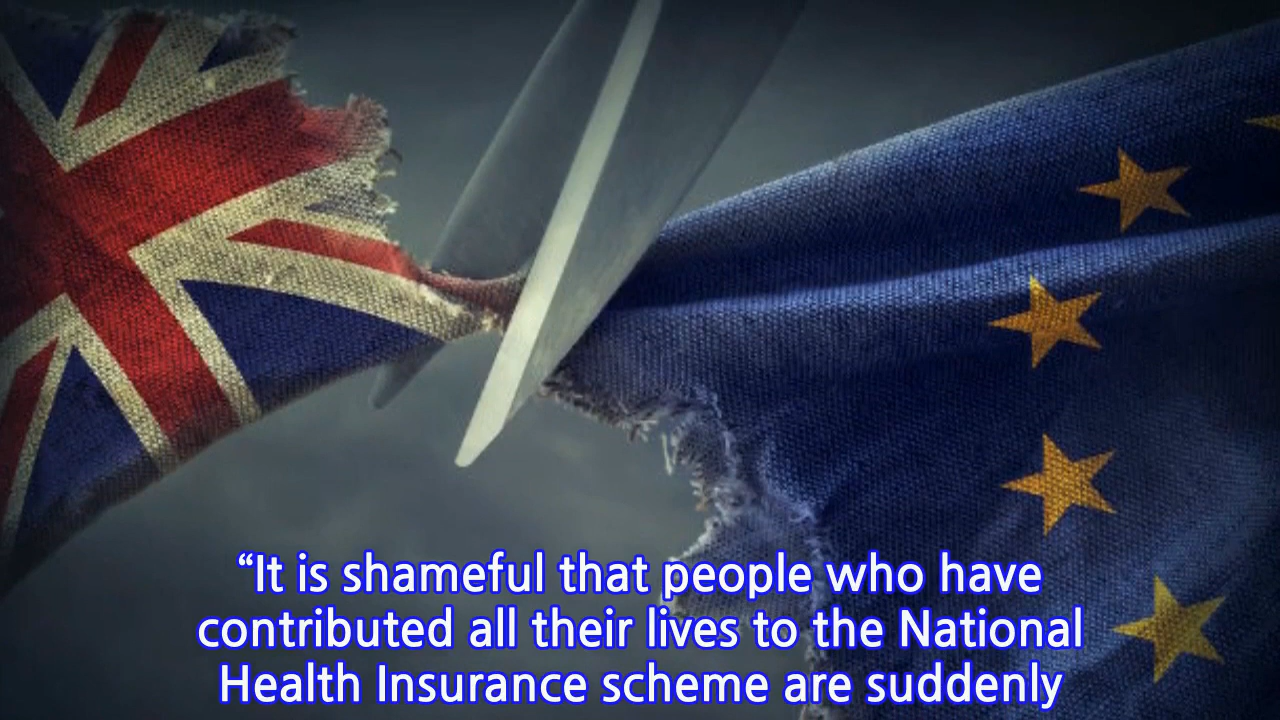 “It is shameful that people who have
contributed all their lives to the National
Health Insurance scheme are suddenly